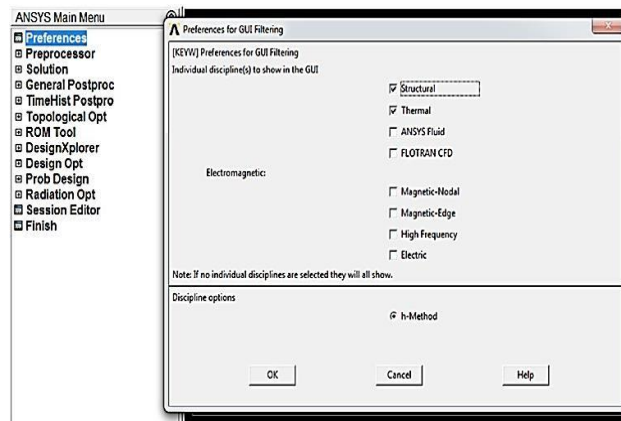 ANSYS Main Menu
Preferences
Preprocessor
Solution
General Postproc
TimeHist Postpro
Topological Opt
ROM Tool
DesignXplorer
Design Opt
Prob Design
Radiation Opt
Session Editor
Finish
Preferences for GUI Filtering
[KEYW] Preferences for GUI Filtering
Individual discipline(s) to show in the GUI
Structural
Thermal
ANSYS Fluid
FLOTRAN CFD
Electromagnetic:
Magnetic-Nodal
Magnetic-Edge
High Frequency
Electric
Note: If no individual disciplines are selected they will all show.
Discipline options
h-Method
OK Cancel Help